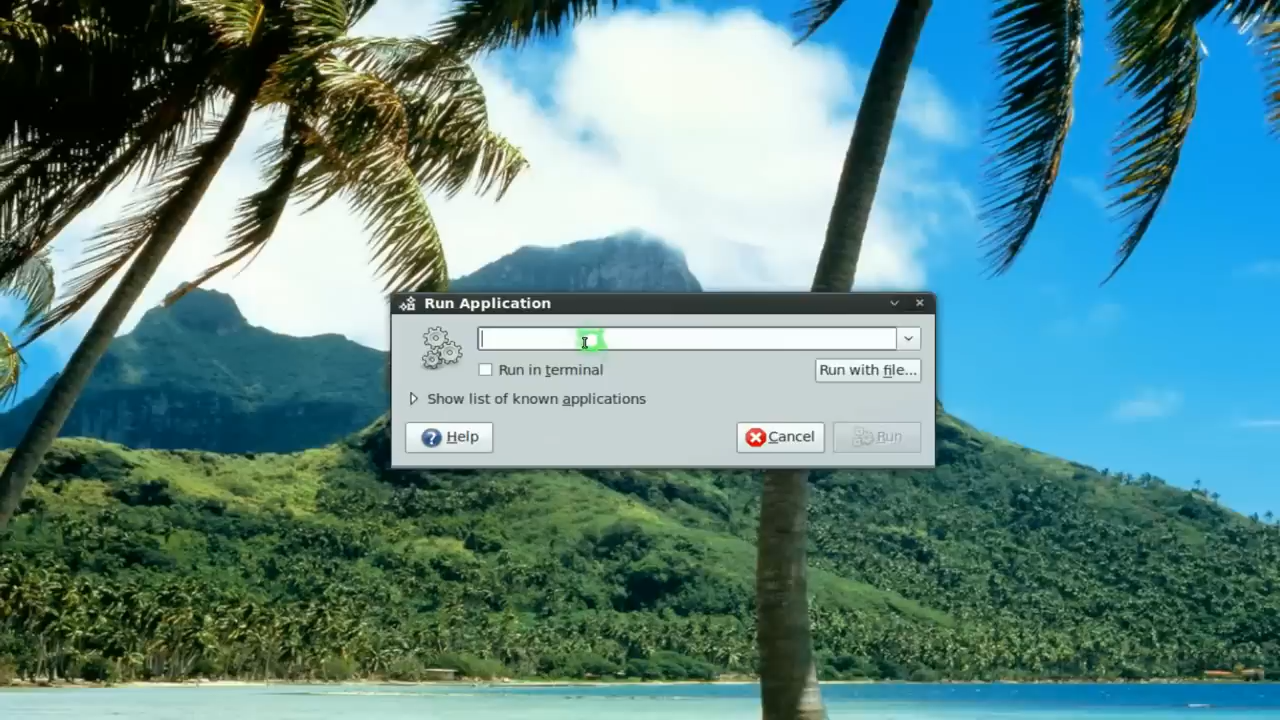 Run Application
Run in terminal
Run with file...
Show list of known applications
Help
Cancel
Run